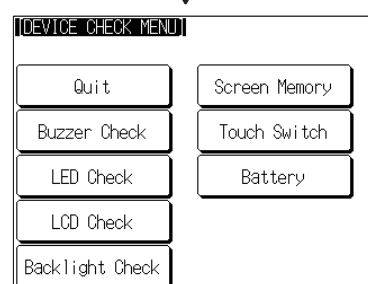 [DEVICE CHECK MENU]
Quit
Screen Memory
Buzzer Check
Touch Switch
LED Check
Battery
LCD Check
Backlight Check